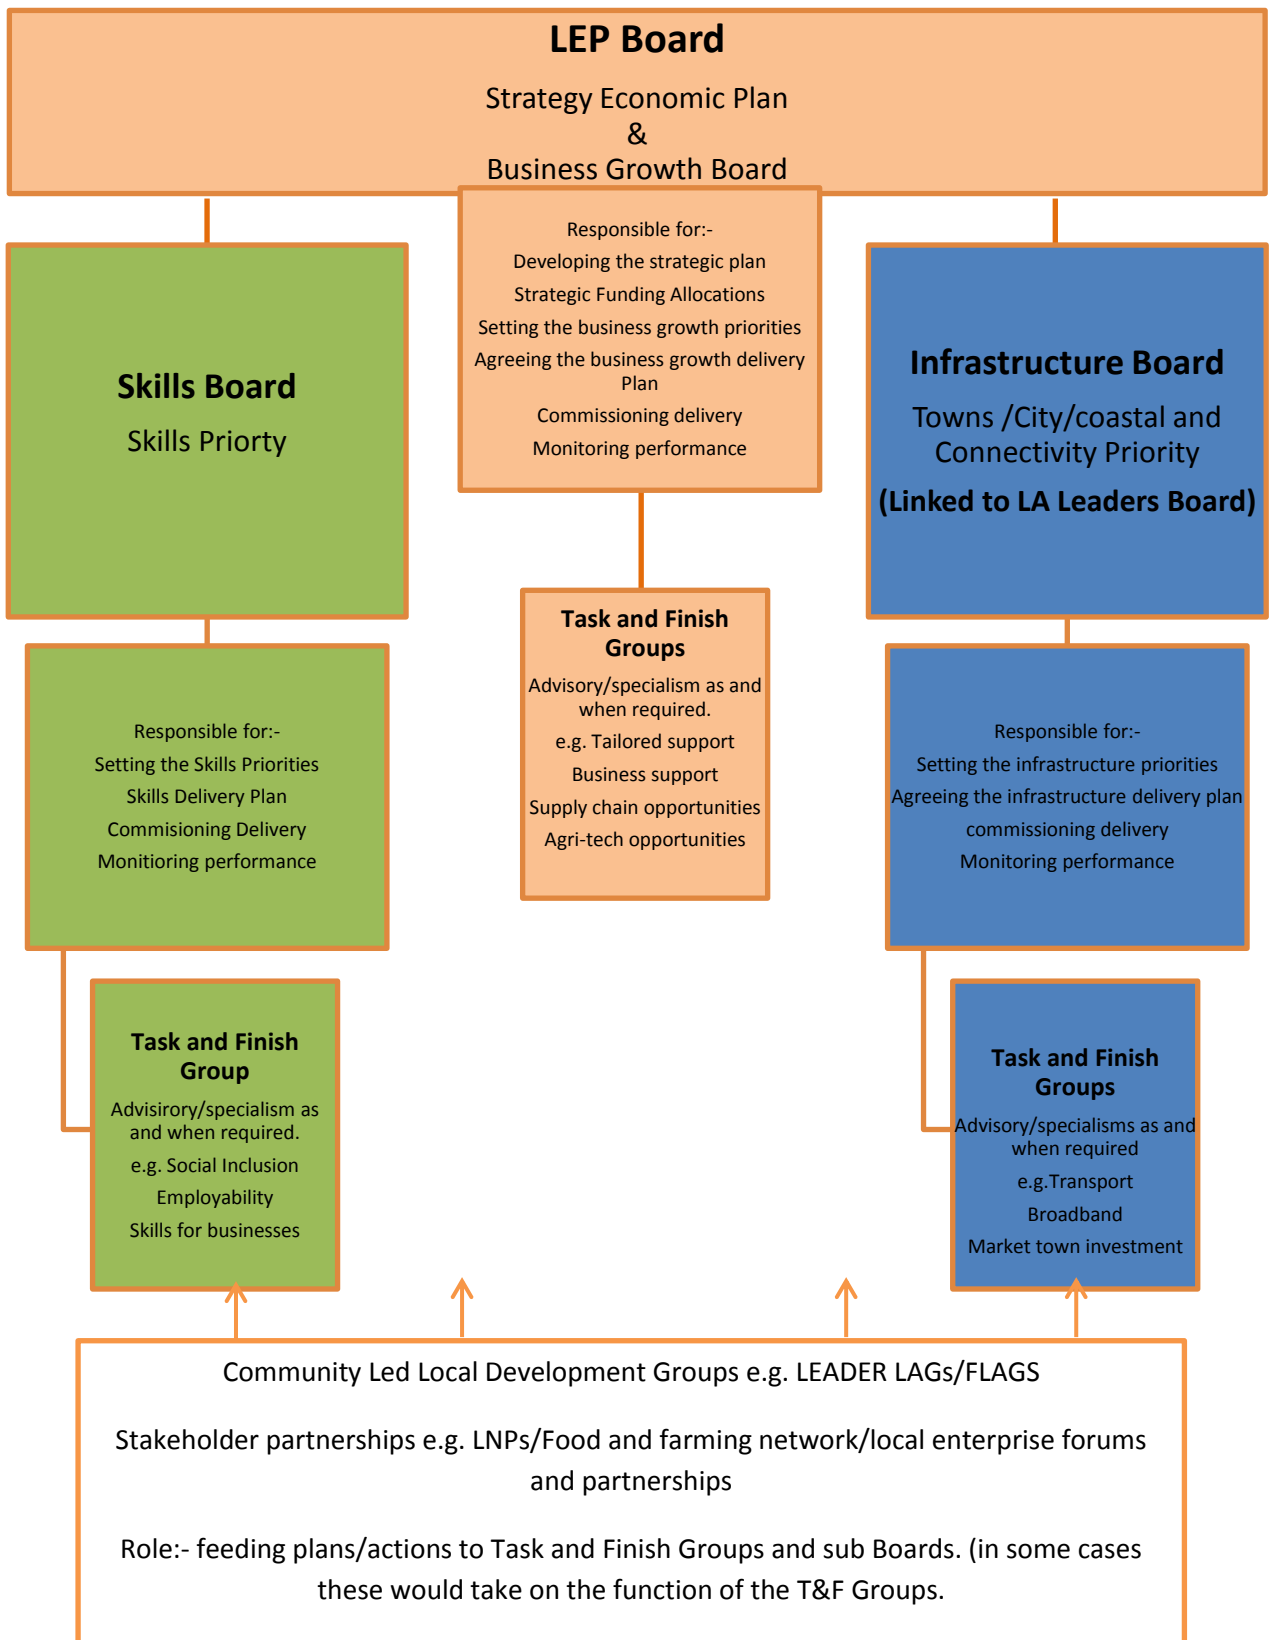 LEP Board
Strategy Economic Plan
&
Business Growth Board
Responsible for:-
Developing the strategic plan
Strategic Funding Allocations
Setting the business growth priorities
Agreeing the business growth delivery
Plan
Commissioning delivery
Monitoring performance
Skills Board
Skills Priorty
Infrastructure Board
Towns /City/coastal and
Connectivity Priority
(Linked to LA Leaders Board)
Task and Finish
Groups
Advisory/specialism as and
when required.
e.g. Tailored support
Business support
Supply chain opportunities
Agri-tech opportunities
Responsible for:-
Setting the Skills Priorities
Skills Delivery Plan
Commisioning Delivery
Monitioring performance
Responsible for:-
Setting the infrastructure priorities
Agreeing the infrastructure delivery plan
commissioning delivery
Monitoring performance
Task and Finish
Group
Advisirory/specialism as
and when required.
e.g. Social Inclusion
Employability
Skills for businesses
Task and Finish
Groups
Advisory/specialisms as and
when required
e.g.Transport
Broadband
Market town investment
Community Led Local Development Groups e.g. LEADER LAGs/FLAGS
Stakeholder partnerships e.g. LNPs/Food and farming network/local enterprise forums
and partnerships
Role:- feeding plans/actions to Task and Finish Groups and sub Boards. (in some cases
these would take on the function of the T&F Groups.